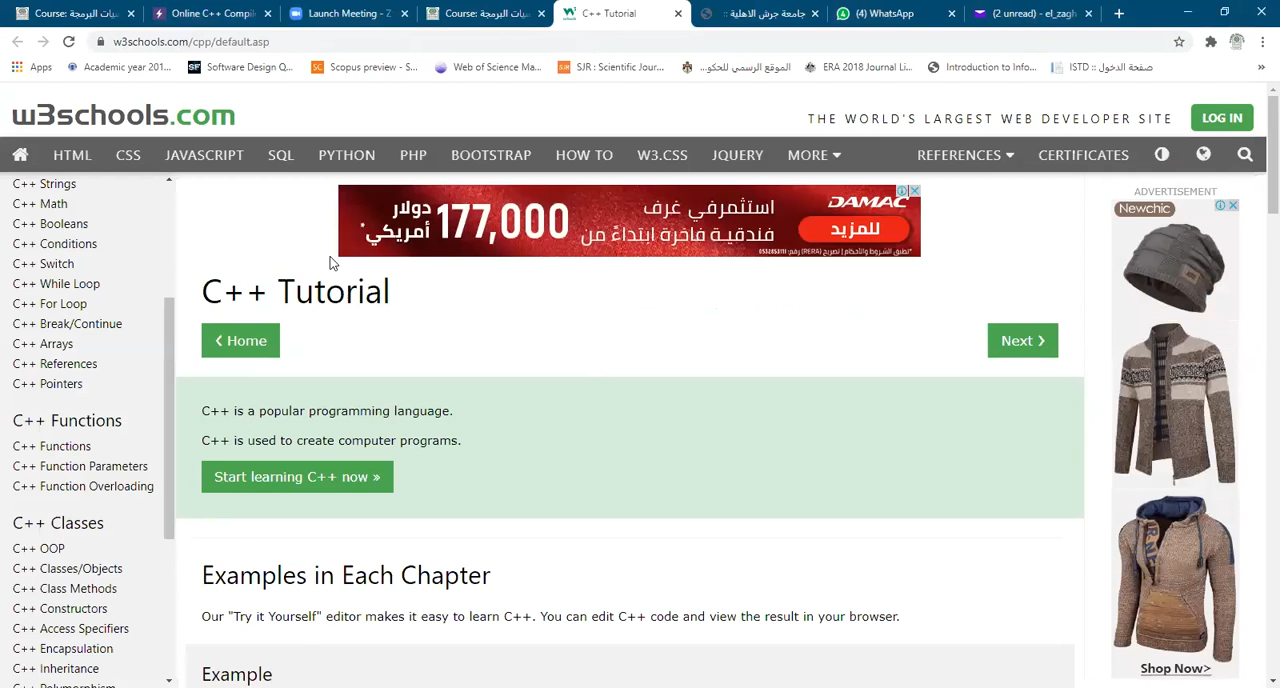 Course: أساسيات البرمجة
Online C++ Compil
Launch Meeting - Z
Course: أساسيات البرمجة
C++ Tutorial
جامعة جرش الاهلية ::
(4) WhatsApp
(2 unread) - el_zagh
w3schools.com/cpp/default.asp
Apps
Academic year 201...
Software Design Q...
Scopus preview - S...
Web of Science Ma...
SJR : Scientific Jour...
الموقع الرسمي للحكو...
ERA 2018 Journal Li...
Introduction to Info...
ISTD :: صفحة الدخول
»
w3schools.com
THE WORLD'S LARGEST WEB DEVELOPER SITE
LOG IN
HTML
CSS
JAVASCRIPT
SQL
PYTHON
PHP
BOOTSTRAP
HOW TO
W3.CSS
JQUERY
MORE
REFERENCES
CERTIFICATES
C++ Strings
C++ Math
C++ Booleans
C++ Conditions
C++ Switch
C++ While Loop
C++ For Loop
C++ Break/Continue
C++ Arrays
C++ References
C++ Pointers
C++ Functions
C++ Functions
C++ Function Parameters
C++ Function Overloading
C++ Classes
C++ OOP
C++ Classes/Objects
C++ Class Methods
C++ Constructors
C++ Access Specifiers
C++ Encapsulation
C++ Inheritance
C++ Polymorphism
DAMAC
للمزيد
استثمر في غرف
فندقية فاخرة ابتداءً من
177,000
دولار
أمريكي*
C++ Tutorial
❮ Home
Next ❯
C++ is a popular programming language.
C++ is used to create computer programs.
Start learning C++ now »
Examples in Each Chapter
Our "Try it Yourself" editor makes it easy to learn C++. You can edit C++ code and view the result in your browser.
Example
ADVERTISEMENT
Newchic
Shop Now>